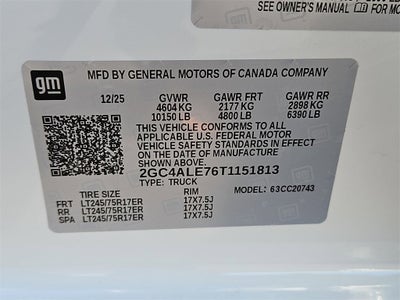 SEE OWNER'S MANUAL
FOR MO
gm
MFD BY GENERAL MOTORS OF CANADA COMPANY
12/25 GVWR GAWR FRT GAWR RR
4604 KG 2177 KG 2898 KG
10150 LB 4800 LB 6390 LB
THIS VEHICLE CONFORMS TO ALL
APPLICABLE U.S. FEDERAL MOTOR
VEHICLE SAFETY STANDARDS IN EFFECT
ON THE DATE OF MANUFACTURE
SHOWN ABOVE.
2GC4ALE76T1151813
TYPE: TRUCK
MODEL: 63CC20743
TIRE SIZE RIM
FRT LT245/75R17ER 17X7.5J
RR LT245/75R17ER 17X7.5J
SPA LT245/75R17ER 17X7.5J